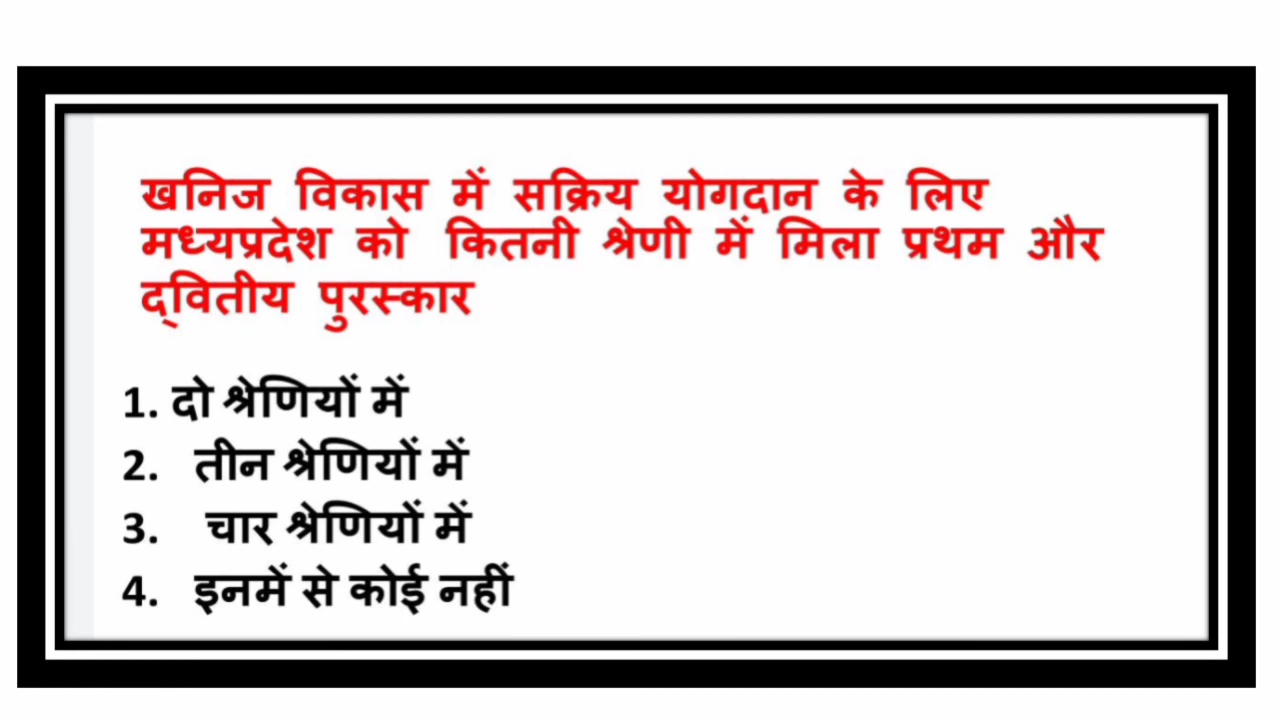 खनिज विकास में सक्रिय योगदान के लिए
मध्यप्रदेश को कितनी श्रेणी में मिला प्रथम और
द्वितीय पुरस्कार
1. दो श्रेणियों में
2. तीन श्रेणियों में
3. चार श्रेणियों में
4. इनमें से कोई नहीं